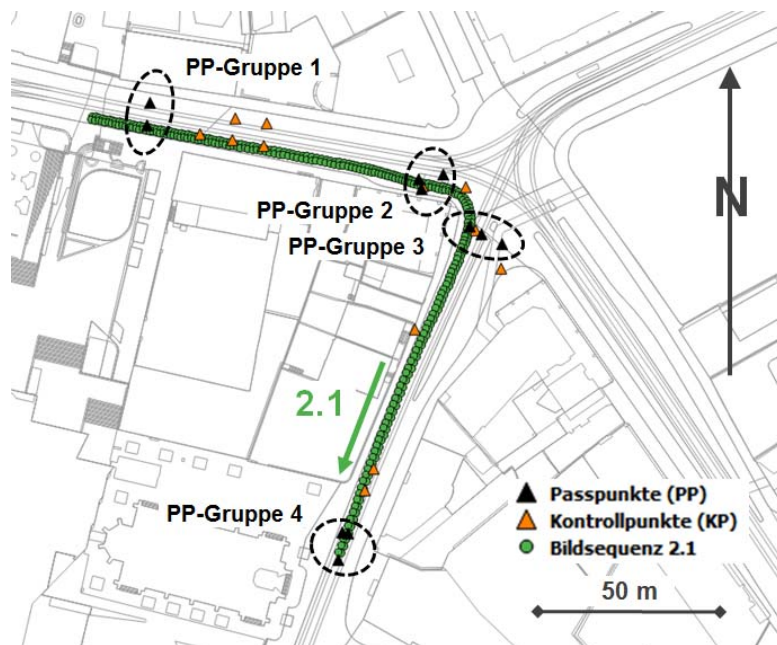 PP-Gruppe 1
N
PP-Gruppe 2
PP-Gruppe 3
2.1
PP-Gruppe 4
Passpunkte (PP)
Kontrollpunkte (KP)
Bildsequenz 2.1
50 m